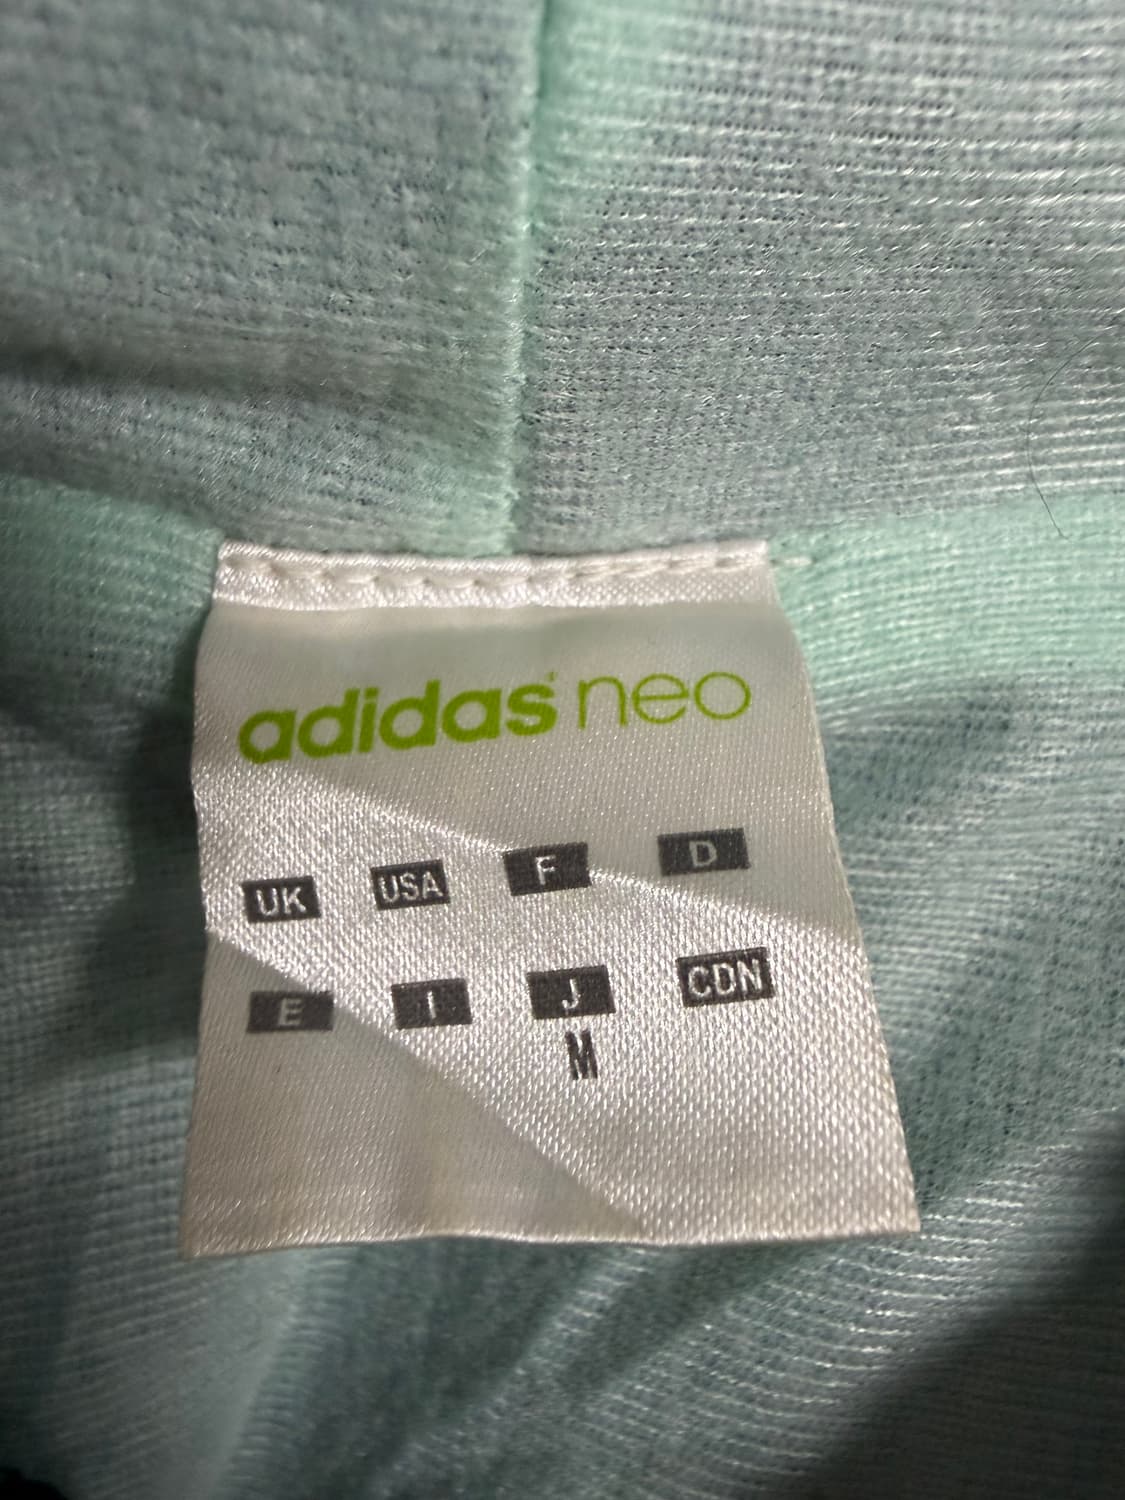 adidas neo
UK USA F D
E I J CDN
M